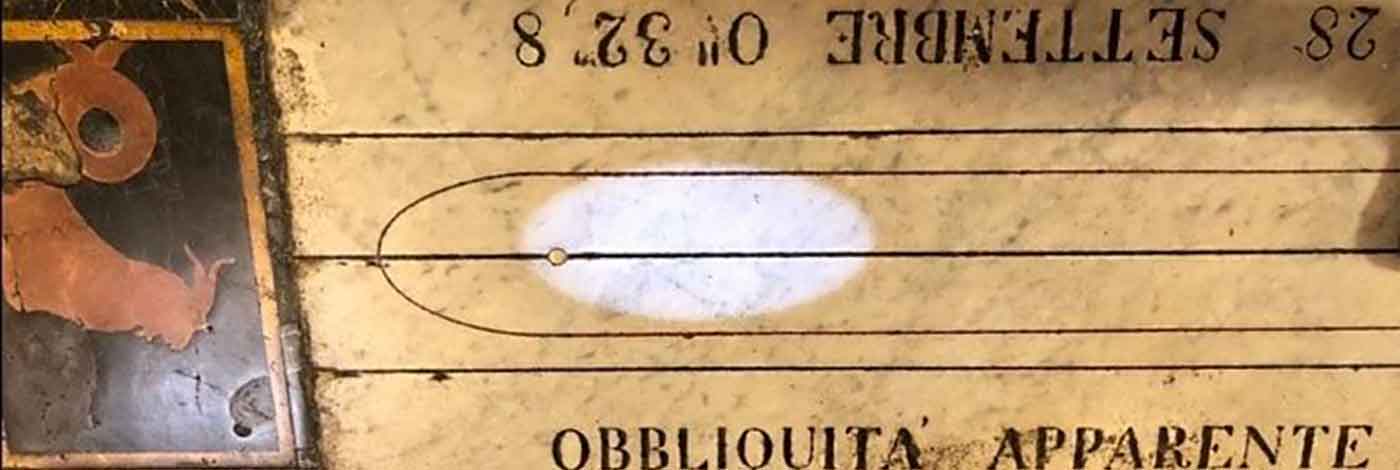 28 SETTEMBRE 0" 32", 8
OBBLIQUITA' APPARENTE